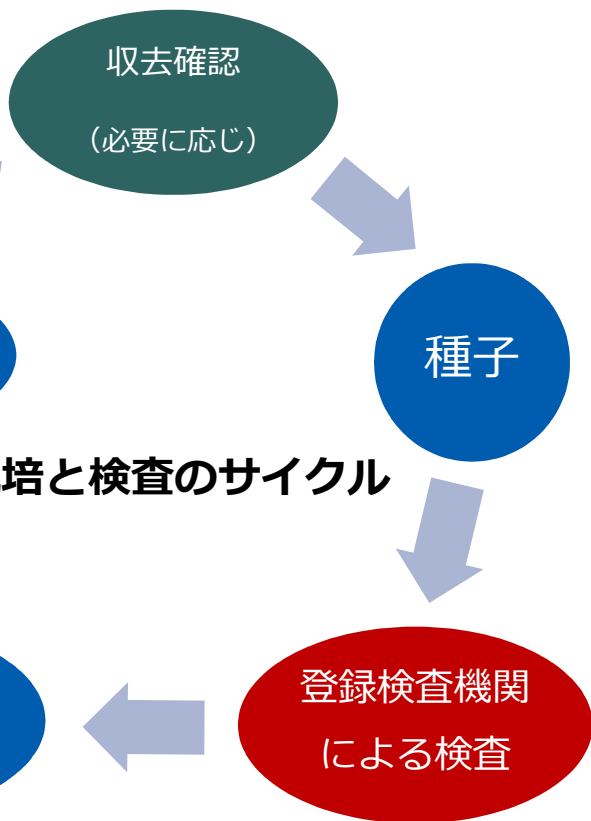 収去確認
（必要に応じ）
種子
培と検査のサイクル
登録検査機関
による検査